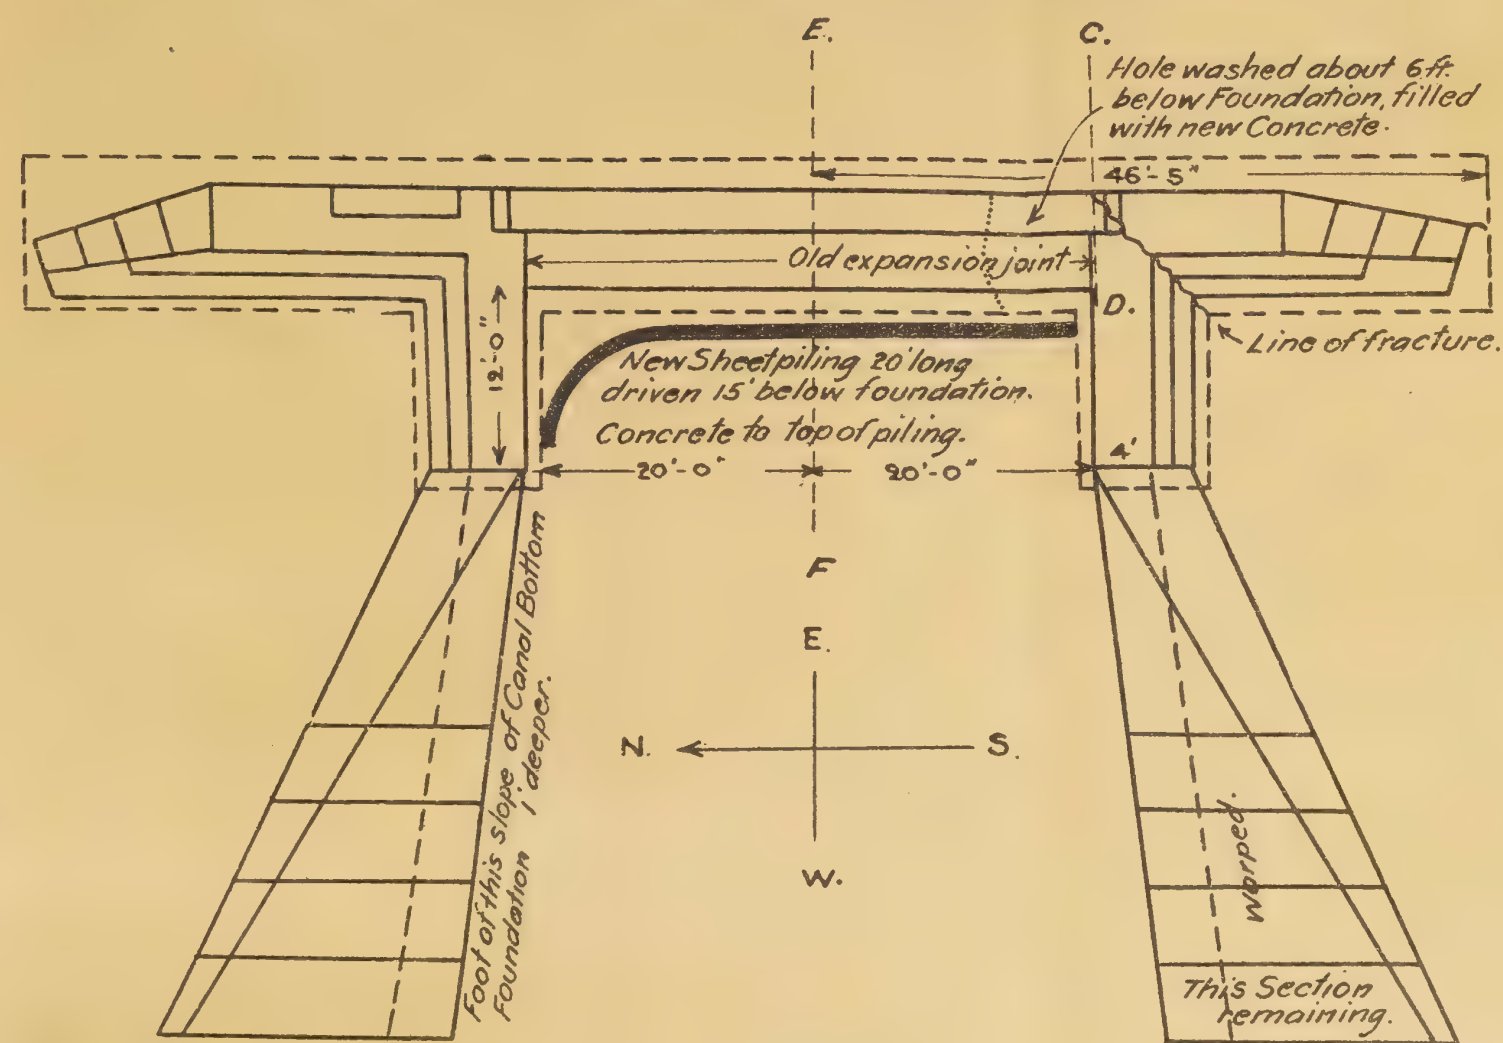 E.
C.
Hole washed about 6 ft.
below Foundation, filled
with new Concrete.
46'-5"
Old expansion joint
D.
Line of fracture.
12'-0"
New Sheetpiling 20' long
driven 15' below foundation.
Concrete to top of piling.
4'
20'-0"
20'-0"
F
E.
N.
S.
W.
Foot of this slope of Canal Bottom
Foundation 1' deeper.
Warped.
This Section
remaining.